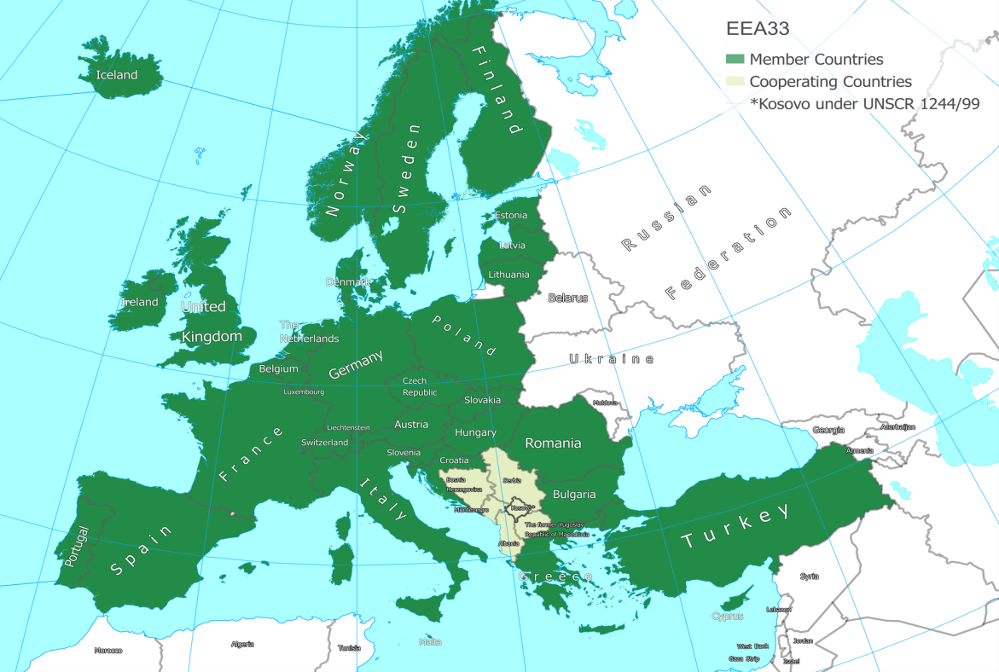 EEA33
Member Countries
Cooperating Countries
*Kosovo under UNSCR 1244/99
Iceland
Finland
Norway
Sweden
Russian
Federation
Estonia
Latvia
Lithuania
Denmark
Belarus
Ireland
United
Kingdom
The
Netherlands
Poland
Ukraine
Belgium
Germany
Luxembourg
Czech
Republic
Slovakia
Moldova
Liechtenstein
Austria
Switzerland
Hungary
Slovenia
Romania
Georgia
Azerbaijan
Armenia
France
Croatia
Italy
Bosnia
Herzegovina
Serbia
Bulgaria
Montenegro
Kosovo*
The former Yugoslav
Republic of Macedonia
Albania
Turkey
Portugal
Spain
Greece
Syria
Cyprus
Lebanon
Malta
Morocco
Algeria
Tunisia
West Bank
Jordan
Gaza Strip
Israel